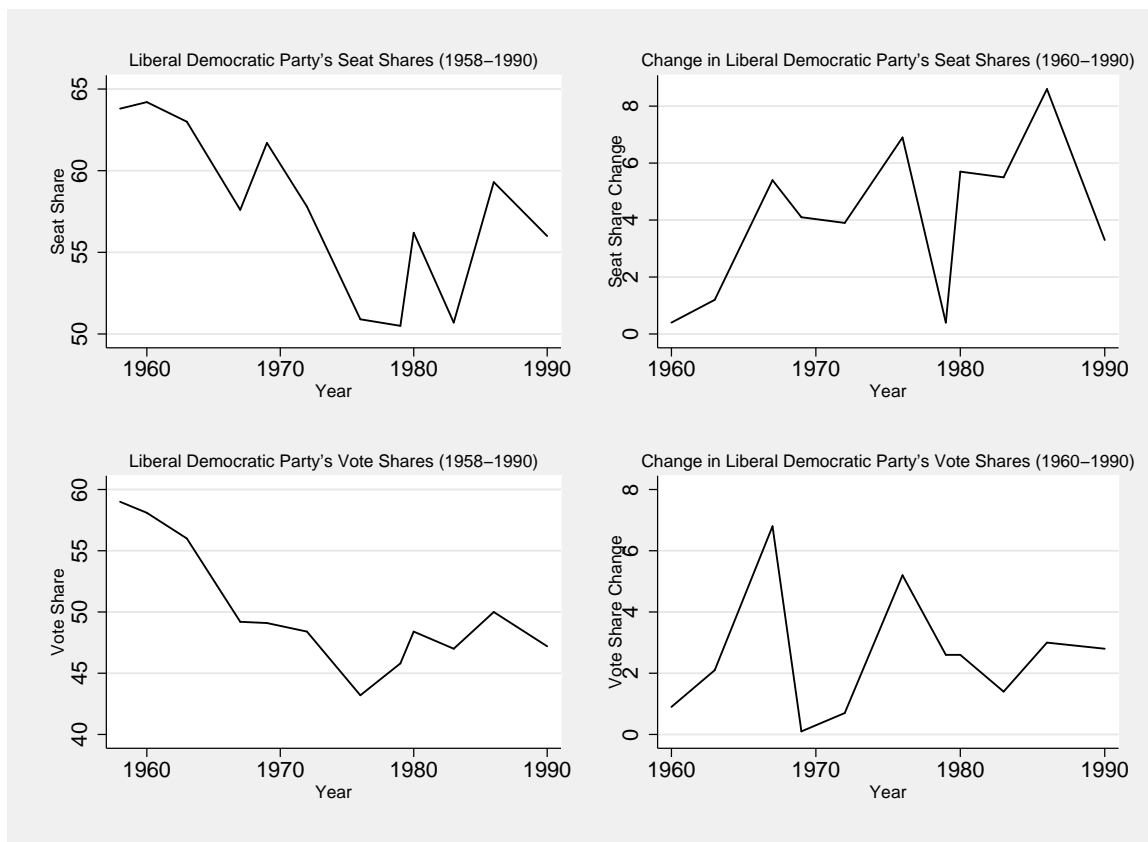 Liberal Democratic Party's Seat Shares (1958−1990)
Seat Share
65
60
55
50
1960 1970 1980 1990
Year
Change in Liberal Democratic Party's Seat Shares (1960−1990)
Seat Share Change
8
6
4
2
0
1960 1970 1980 1990
Year
Liberal Democratic Party's Vote Shares (1958−1990)
Vote Share
60
55
50
45
40
1960 1970 1980 1990
Year
Change in Liberal Democratic Party's Vote Shares (1960−1990)
Vote Share Change
8
6
4
2
0
1960 1970 1980 1990
Year